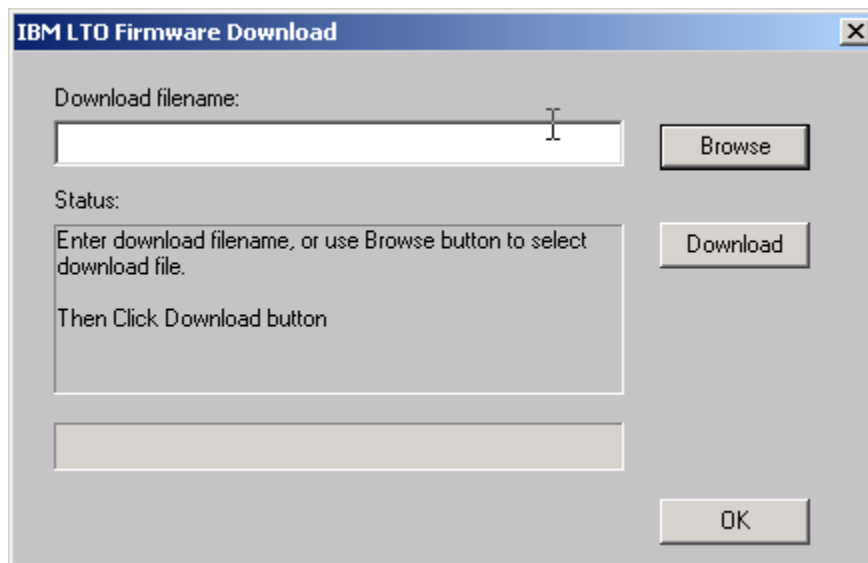 IBM LTO Firmware Download
Download filename:
Browse
Status:
Enter download filename, or use Browse button to select
download file.
Then Click Download button
Download
OK